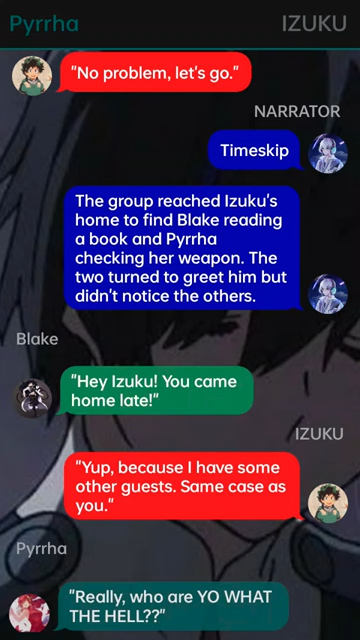 Pyrrha
IZUKU
"No problem, let's go."
NARRATOR
Timeskip
The group reached Izuku's
home to find Blake reading
a book and Pyrrha
checking her weapon. The
two turned to greet him but
didn't notice the others.
Blake
"Hey Izuku! You came
home late!"
IZUKU
"Yup, because I have some
other guests. Same case as
you."
Pyrrha
"Really, who are YO WHAT
THE HELL??"